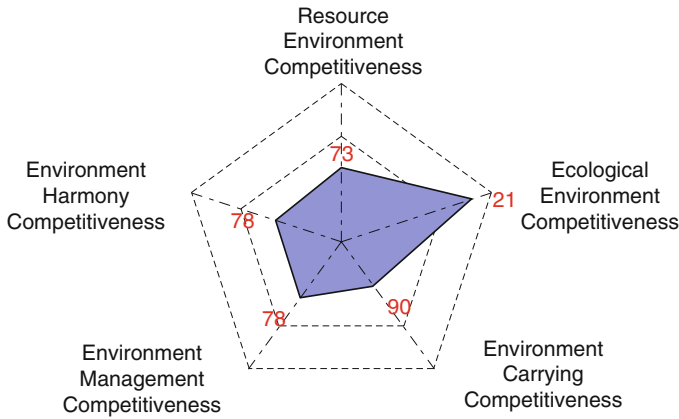 Resource
Environment
Competitiveness
73
Ecological
Environment
Competitiveness
21
Environment
Harmony
Competitiveness
78
90
78
Environment
Management
Competitiveness
Environment
Carrying
Competitiveness